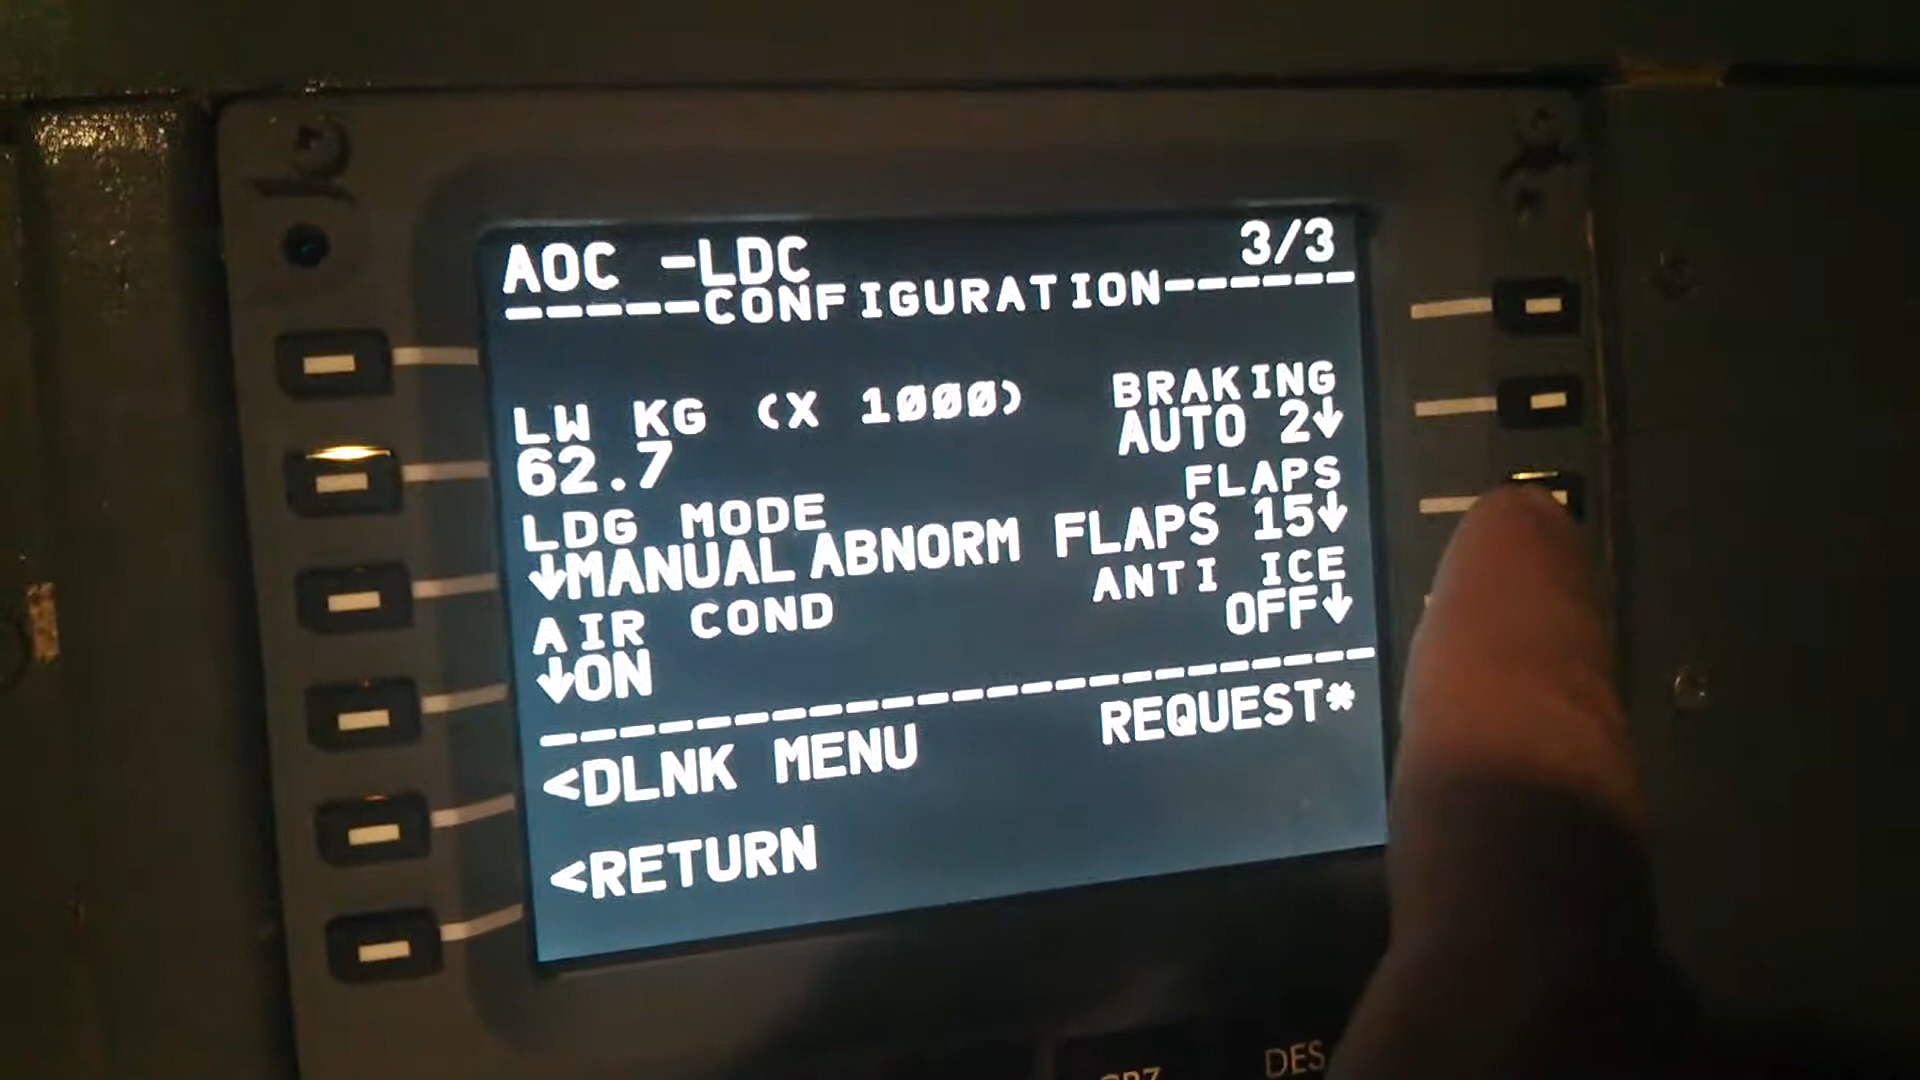 AOC -LDC 3/3
-----CONFIGURATION------
LW KG (X 1000) BRAKING
62.7 AUTO 2↓
LDG MODE FLAPS
↓MANUAL ABNORM FLAPS 15↓
AIR COND ANTI ICE
↓ON OFF↓
<DLNK MENU REQUEST*
<RETURN
CRZ DES